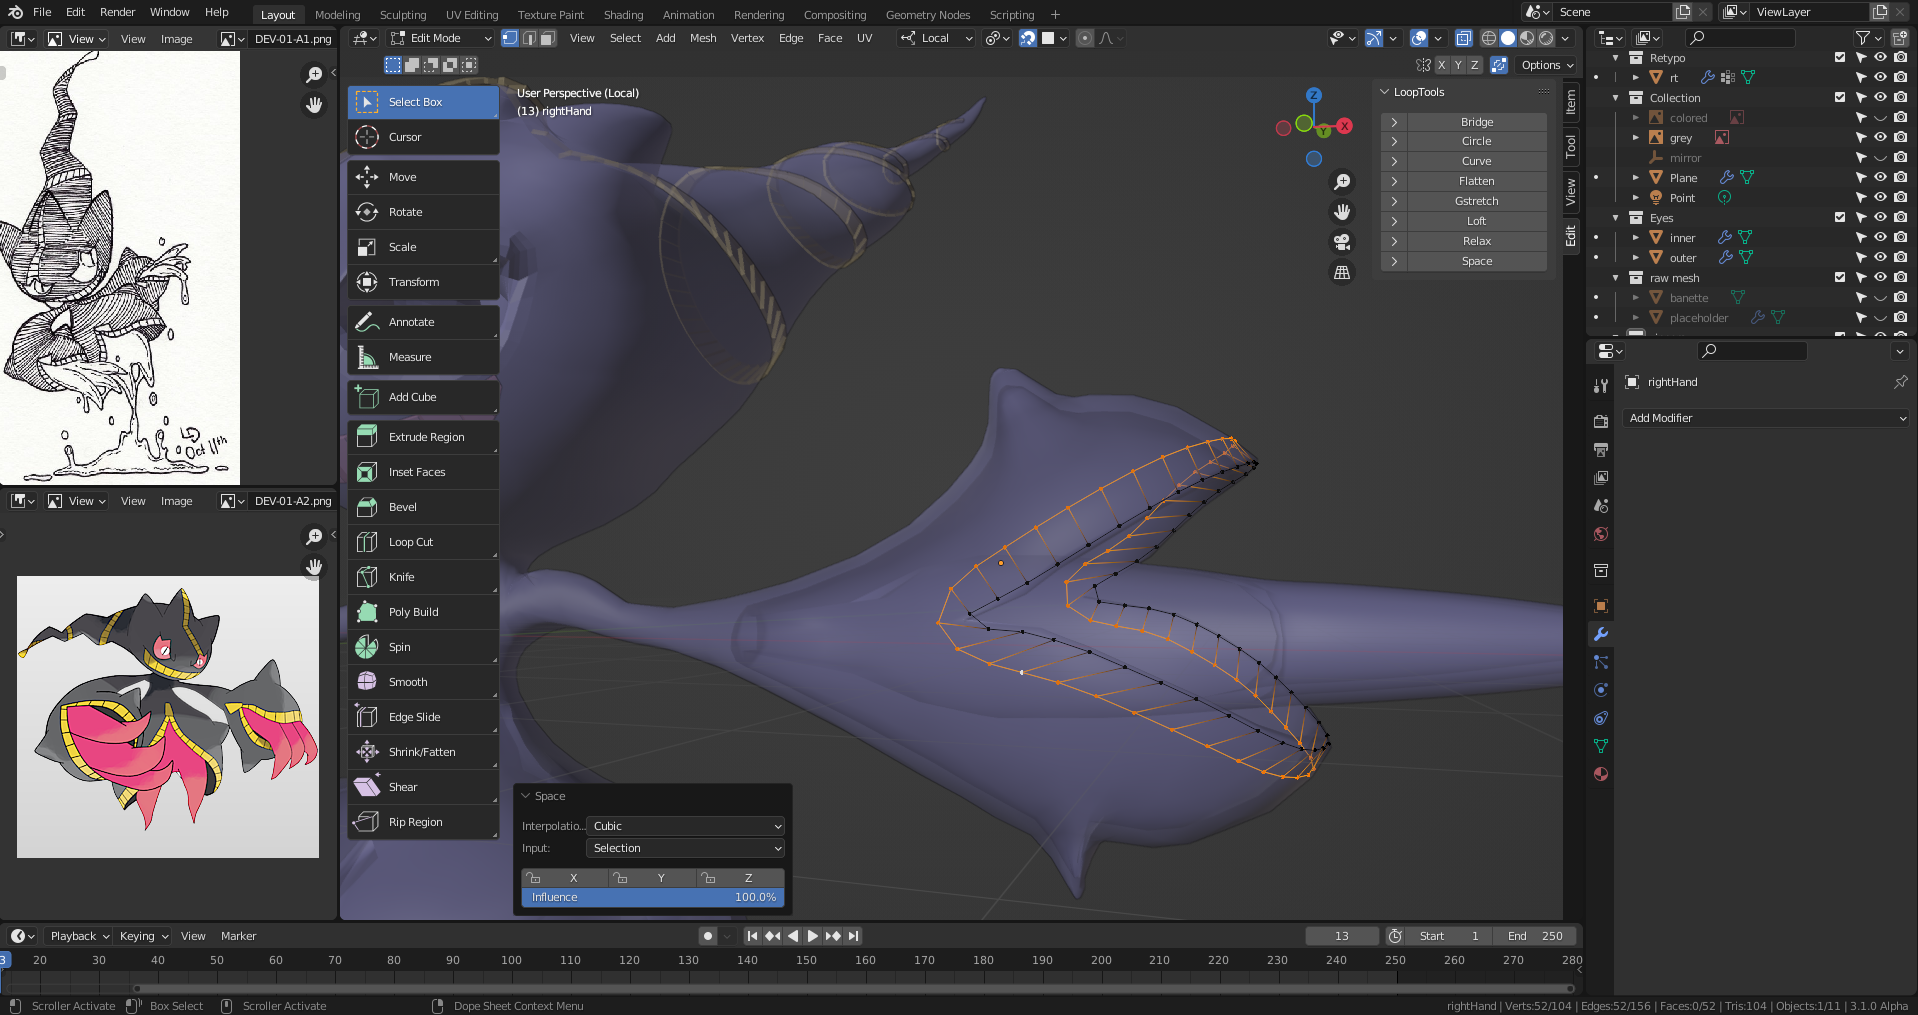 File Edit Render Window Help Layout Modeling Sculpting UV Editing Texture Paint Shading Animation Rendering Compositing Geometry Nodes Scripting + Scene ViewLayer
View View Image DEV-01-A1.png
Edit Mode View Select Add Mesh Vertex Edge Face UV Local
X Y Z Options
Oct 11th
View View Image DEV-01-A2.png
Select Box
Cursor
Move
Rotate
Scale
Transform
Annotate
Measure
Add Cube
Extrude Region
Inset Faces
Bevel
Loop Cut
Knife
Poly Build
Spin
Smooth
Edge Slide
Shrink/Fatten
Shear
Rip Region
User Perspective (Local)
(13) rightHand
Z
X
Y
LoopTools
Bridge
Circle
Curve
Flatten
Gstretch
Loft
Relax
Space
Item
Tool
View
Edit
Space
Interpolatio... Cubic
Input: Selection
X Y Z
Influence 100.0%
Retypo
rt
Collection
colored
grey
mirror
Plane
Point
Eyes
inner
outer
raw mesh
banette
placeholder
rightHand
Add Modifier
Playback Keying View Marker 13 Start 1 End 250
3 20 30 40 50 60 70 80 90 100 110 120 130 140 150 160 170 180 190 200 210 220 230 240 250 260 270 280
Scroller Activate Box Select Scroller Activate Dope Sheet Context Menu rightHand | Verts:52/104 | Edges:52/156 | Faces:0/52 | Tris:104 | Objects:1/11 | 3.1.0 Alpha